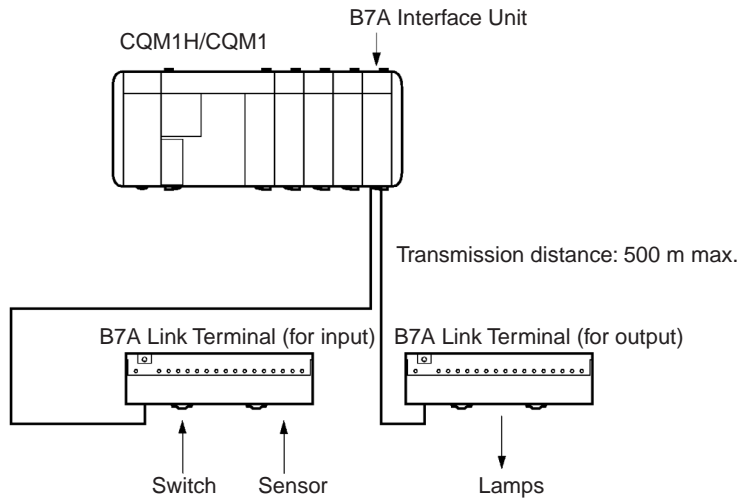 B7A Interface Unit
CQM1H/CQM1
Transmission distance: 500 m max.
B7A Link Terminal (for input)
B7A Link Terminal (for output)
Switch
Sensor
Lamps